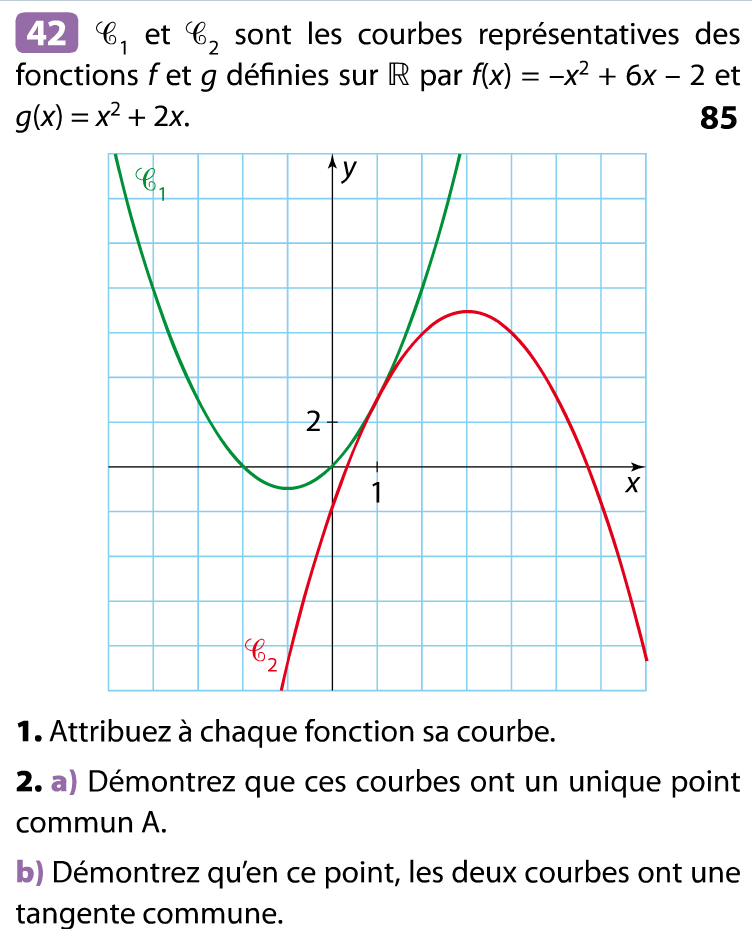 42 𝒞₁ et 𝒞₂ sont les courbes représentatives des
fonctions f et g définies sur ℝ par f(x) = –x² + 6x – 2 et
g(x) = x² + 2x. 85
𝒞₁
y
2
1
x
𝒞₂
1. Attribuez à chaque fonction sa courbe.
2. a) Démontrez que ces courbes ont un unique point
commun A.
b) Démontrez qu’en ce point, les deux courbes ont une
tangente commune.